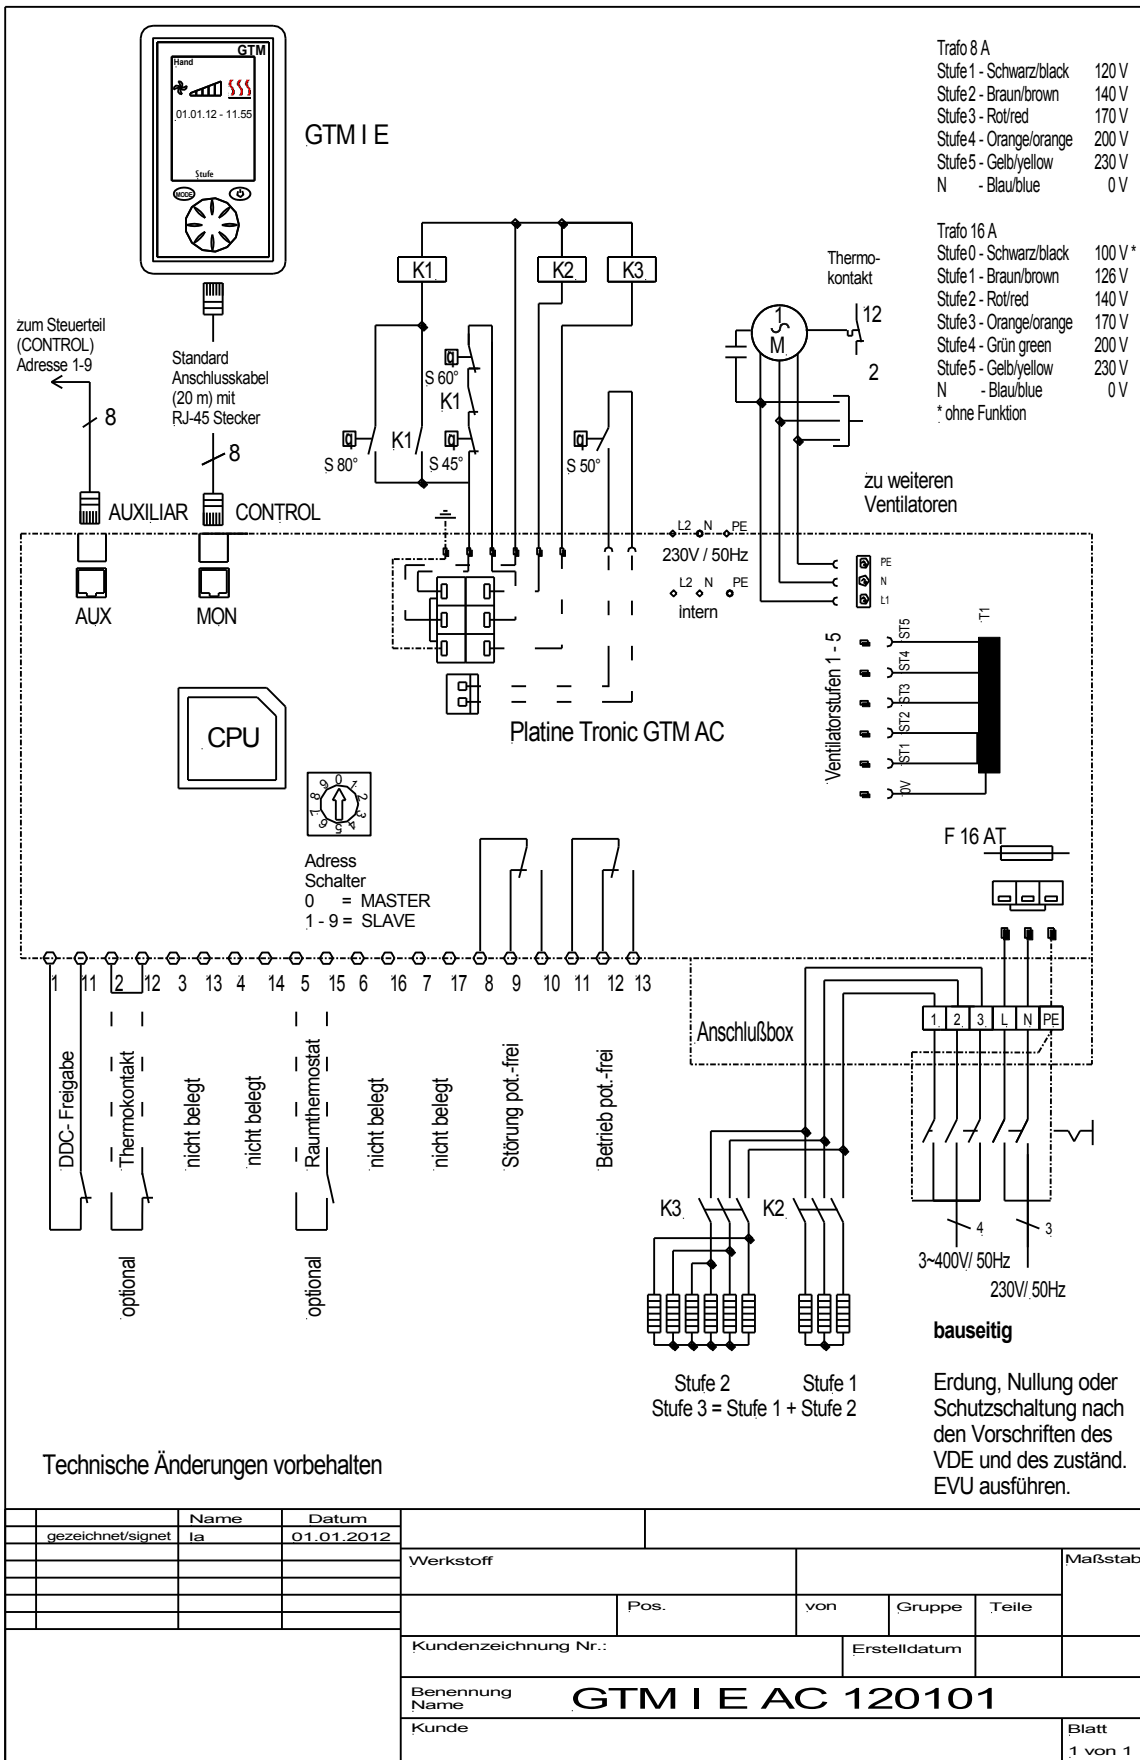 GTM
Hand
01.01.12 - 11.55
Stufe
MODE
GTM I E
Trafo 8 A
Stufe 1 - Schwarz/black 120 V
Stufe 2 - Braun/brown 140 V
Stufe 3 - Rot/red 170 V
Stufe 4 - Orange/orange 200 V
Stufe 5 - Gelb/yellow 230 V
N - Blau/blue 0 V
Trafo 16 A
Stufe 0 - Schwarz/black 100 V *
Stufe 1 - Braun/brown 126 V
Stufe 2 - Rot/red 140 V
Stufe 3 - Orange/orange 170 V
Stufe 4 - Grün green 200 V
Stufe 5 - Gelb/yellow 230 V
N - Blau/blue 0 V
* ohne Funktion
K1 K2 K3
Thermo-
kontakt
12
1
M
2
zum Steuerteil
(CONTROL)
Adresse 1-9
8
Standard
Anschlusskabel
(20 m) mit
RJ-45 Stecker
8
S 60°
K1
S 80°
K1
S 45°
S 50°
zu weiteren
Ventilatoren
AUXILIAR
CONTROL
L2 N PE
230V / 50Hz
L2 N PE
intern
PE
N
L1
AUX
MON
T1
Ventilatorstufen 1 - 5
ST5
ST4
ST3
ST2
ST1
0V
CPU
Platine Tronic GTM AC
0 1 2 3 4 5 6 7 8 9
Adress
Schalter
0 = MASTER
1 - 9 = SLAVE
F 16 AT
1 11 2 12 3 13 4 14 5 15 6 16 7 17 8 9 10 11 12 13
Anschlußbox
1 2 3 L N PE
DDC- Freigabe
Thermokontakt
nicht belegt
nicht belegt
Raumthermostat
nicht belegt
nicht belegt
Störung pot.-frei
Betrieb pot.-frei
optional
optional
K3
K2
4
3
3~400V/ 50Hz
230V/ 50Hz
bauseitig
Stufe 2 Stufe 1
Stufe 3 = Stufe 1 + Stufe 2
Erdung, Nullung oder
Schutzschaltung nach
den Vorschriften des
VDE und des zuständ.
EVU ausführen.
Technische Änderungen vorbehalten
Name Datum
gezeichnet/signet la 01.01.2012
Werkstoff
Maßstab
Pos. von Gruppe Teile
Kundenzeichnung Nr.: Erstelldatum
Benennung
Name
GTM I E AC 120101
Kunde
Blatt
1 von 1